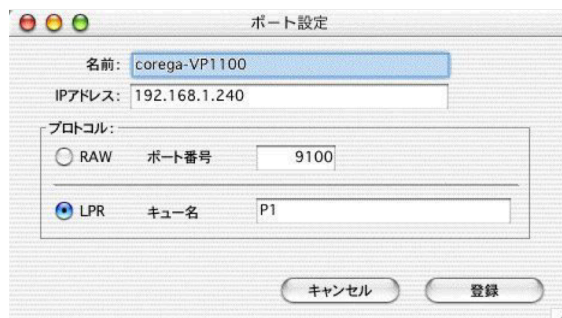 ポート設定
名前: corega-VP1100
IPアドレス: 192.168.1.240
プロトコル:
RAW ポート番号 9100
LPR キュー名 P1
キャンセル 登録